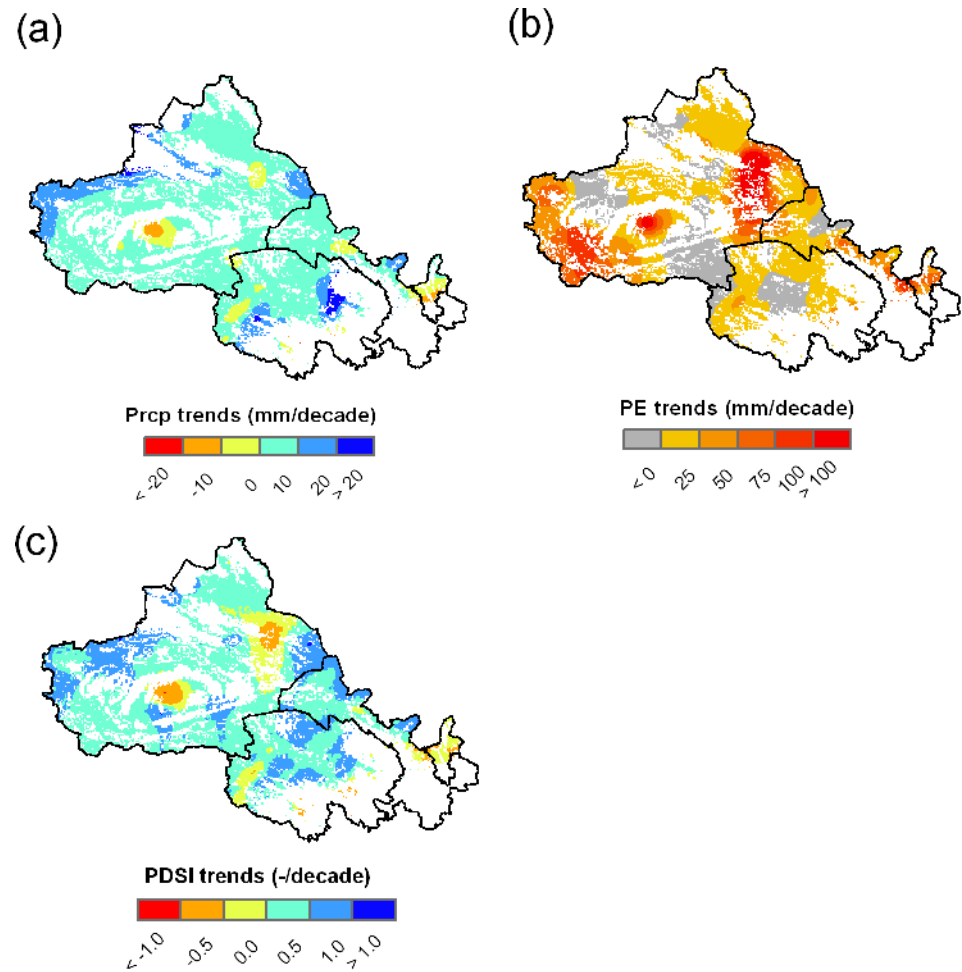 (a)
(b)
Prcp trends (mm/decade)
< -20 -10 0 10 20 > 20
PE trends (mm/decade)
< 0 25 50 75 100 > 100
(c)
PDSI trends (-/decade)
< -1.0 -0.5 0.0 0.5 1.0 > 1.0